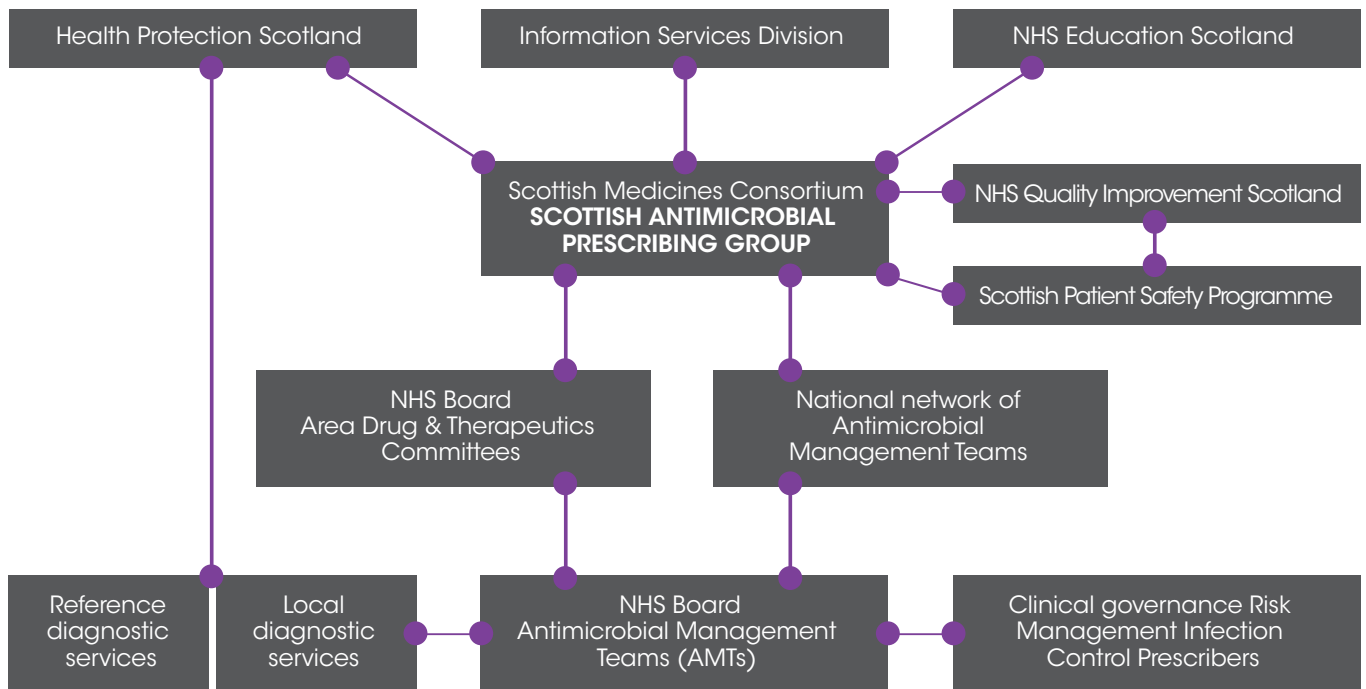 Health Protection Scotland
Information Services Division
NHS Education Scotland
Scottish Medicines Consortium
SCOTTISH ANTIMICROBIAL
PRESCRIBING GROUP
NHS Quality Improvement Scotland
Scottish Patient Safety Programme
NHS Board
Area Drug & Therapeutics
Committees
National network of
Antimicrobial
Management Teams
Reference
diagnostic
services
Local
diagnostic
services
NHS Board
Antimicrobial Management
Teams (AMTs)
Clinical governance Risk
Management Infection
Control Prescribers